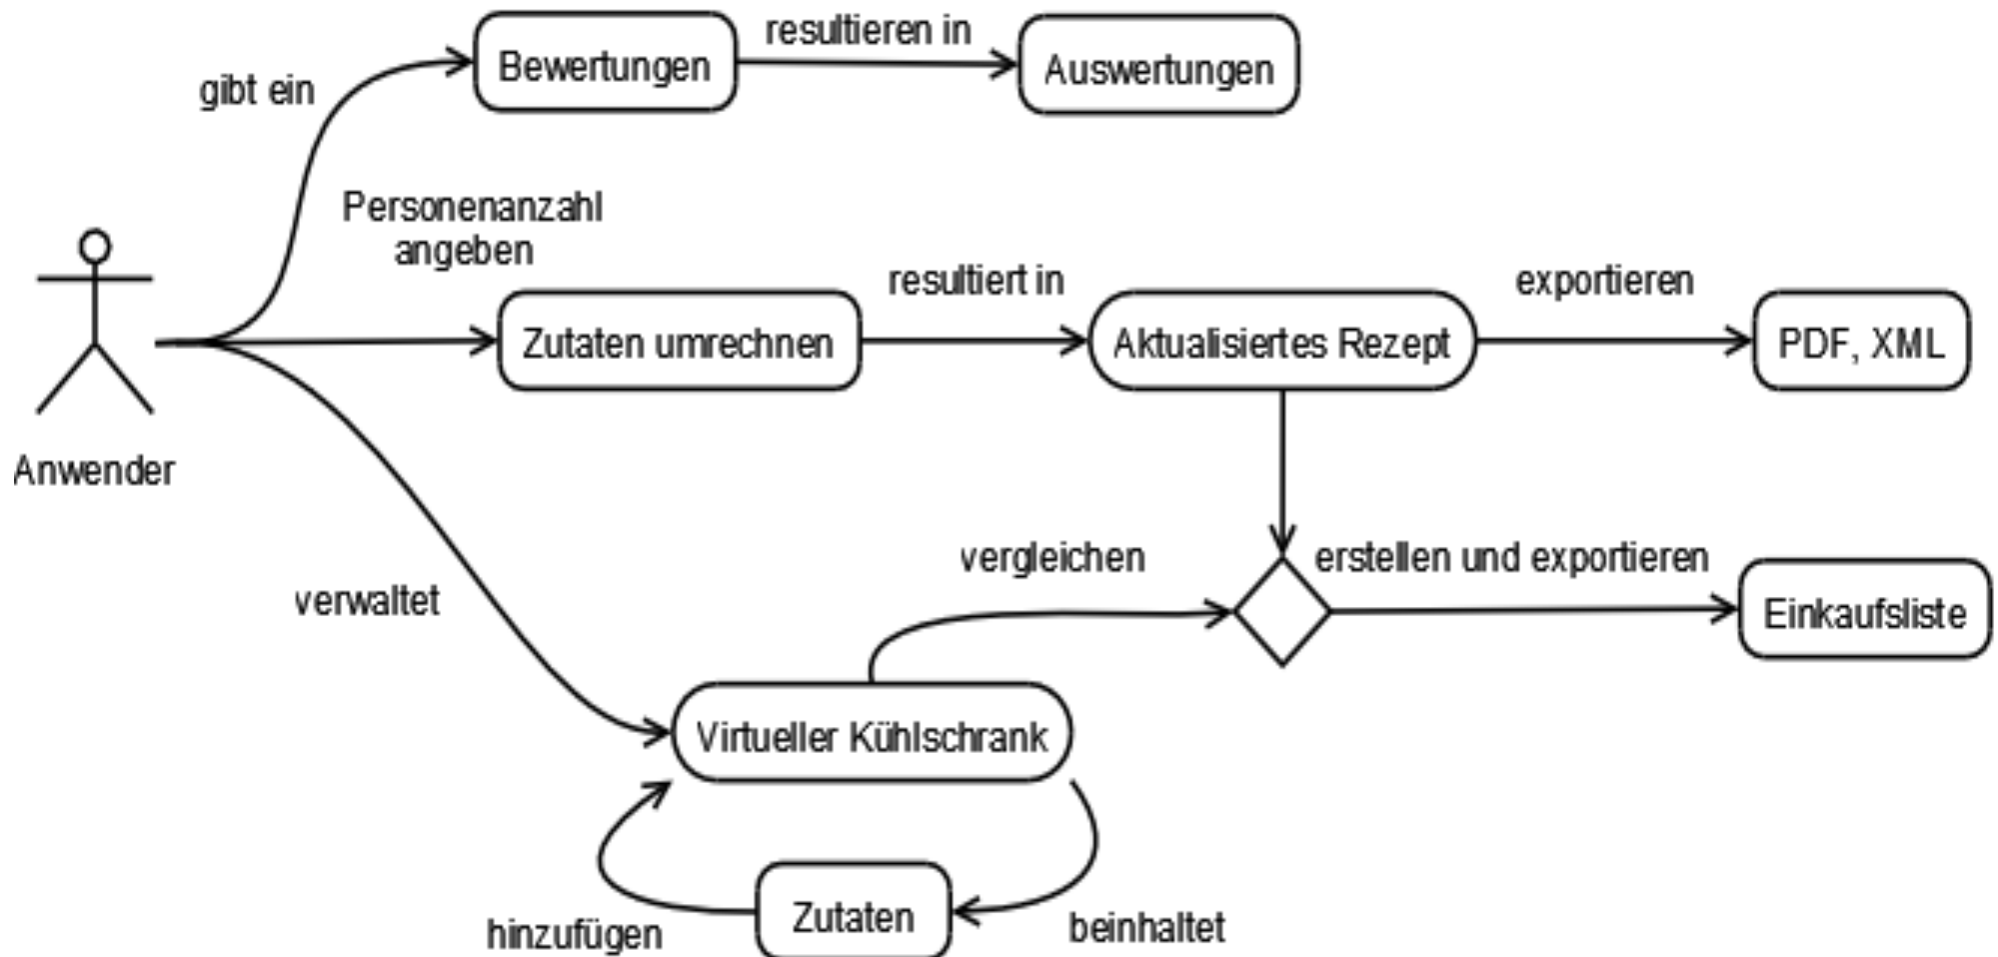 resultieren in
Bewertungen
Auswertungen
gibt ein
Personenanzahl
angeben
resultiert in
exportieren
Zutaten umrechnen
Aktualisiertes Rezept
PDF, XML
Anwender
vergleichen
erstellen und exportieren
verwaltet
Einkaufsliste
Virtueller Kühlschrank
Zutaten
hinzufügen
beinhaltet